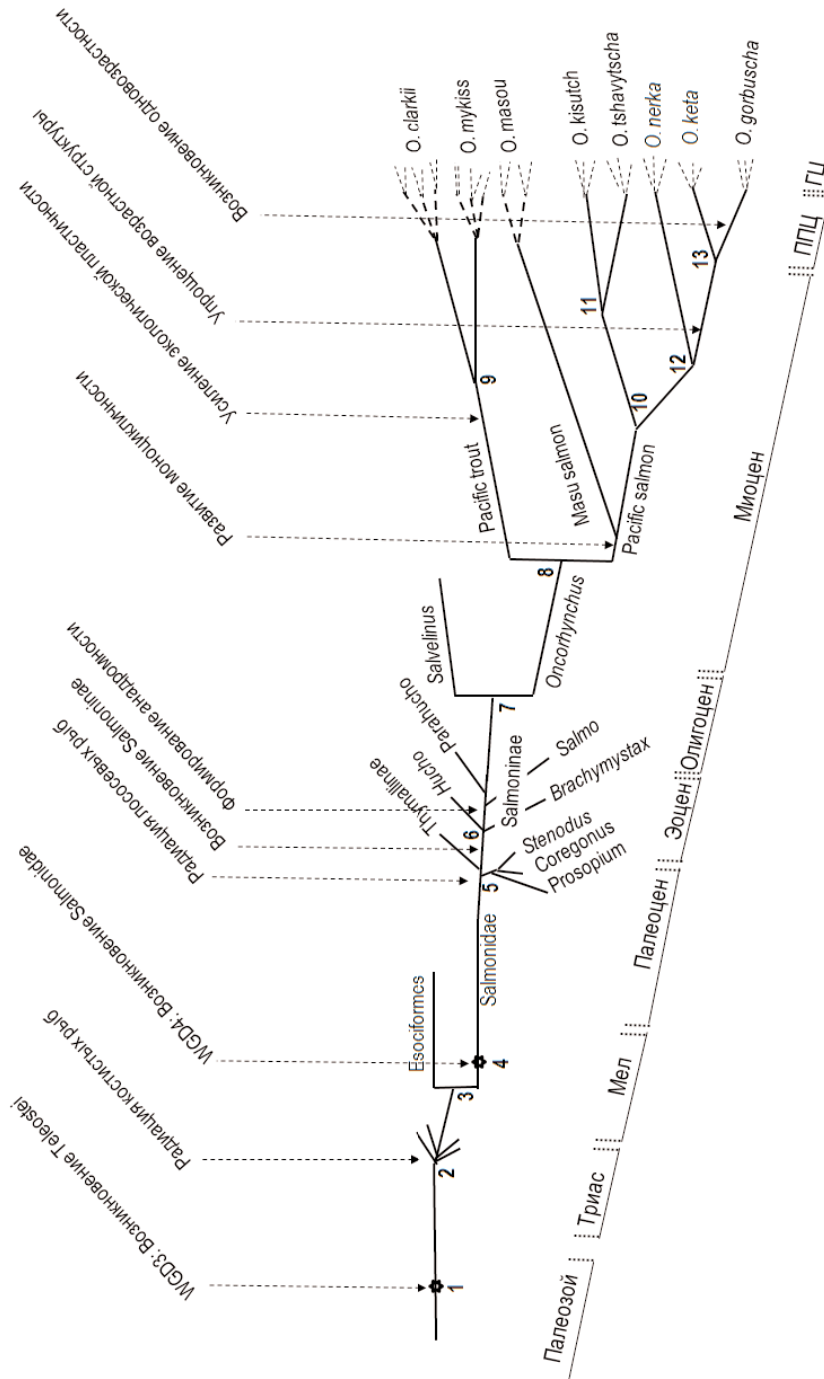 WGD3: Возникновение Teleostei
Радиация костистых рыб
WGD4: Возникновение Salmonidae
Радиация лососевых рыб
Возникновение Salmoninae
Формирование анадромности
Развитие моноцикличности
Усиление экологической пластичности
Упрощение возрастной структуры
Возникновение одновозрастности
Esociformes
Salmonidae
Thymallinae
Hucho
Parahucho
Salmoninae
Salmo
Brachymystax
Stenodus
Coregonus
Prosopium
Salvelinus
Oncorhynchus
Pacific trout
Masu salmon
Pacific salmon
O. clarkii
O. mykiss
O. masou
O. kisutch
O. tshavytscha
O. nerka
O. keta
O. gorbuscha
1
2
3
4
5
6
7
8
9
10
11
12
13
Палеозой
Триас
Мел
Палеоцен
Эоцен
Олигоцен
Миоцен
ППЦ
ГЦ